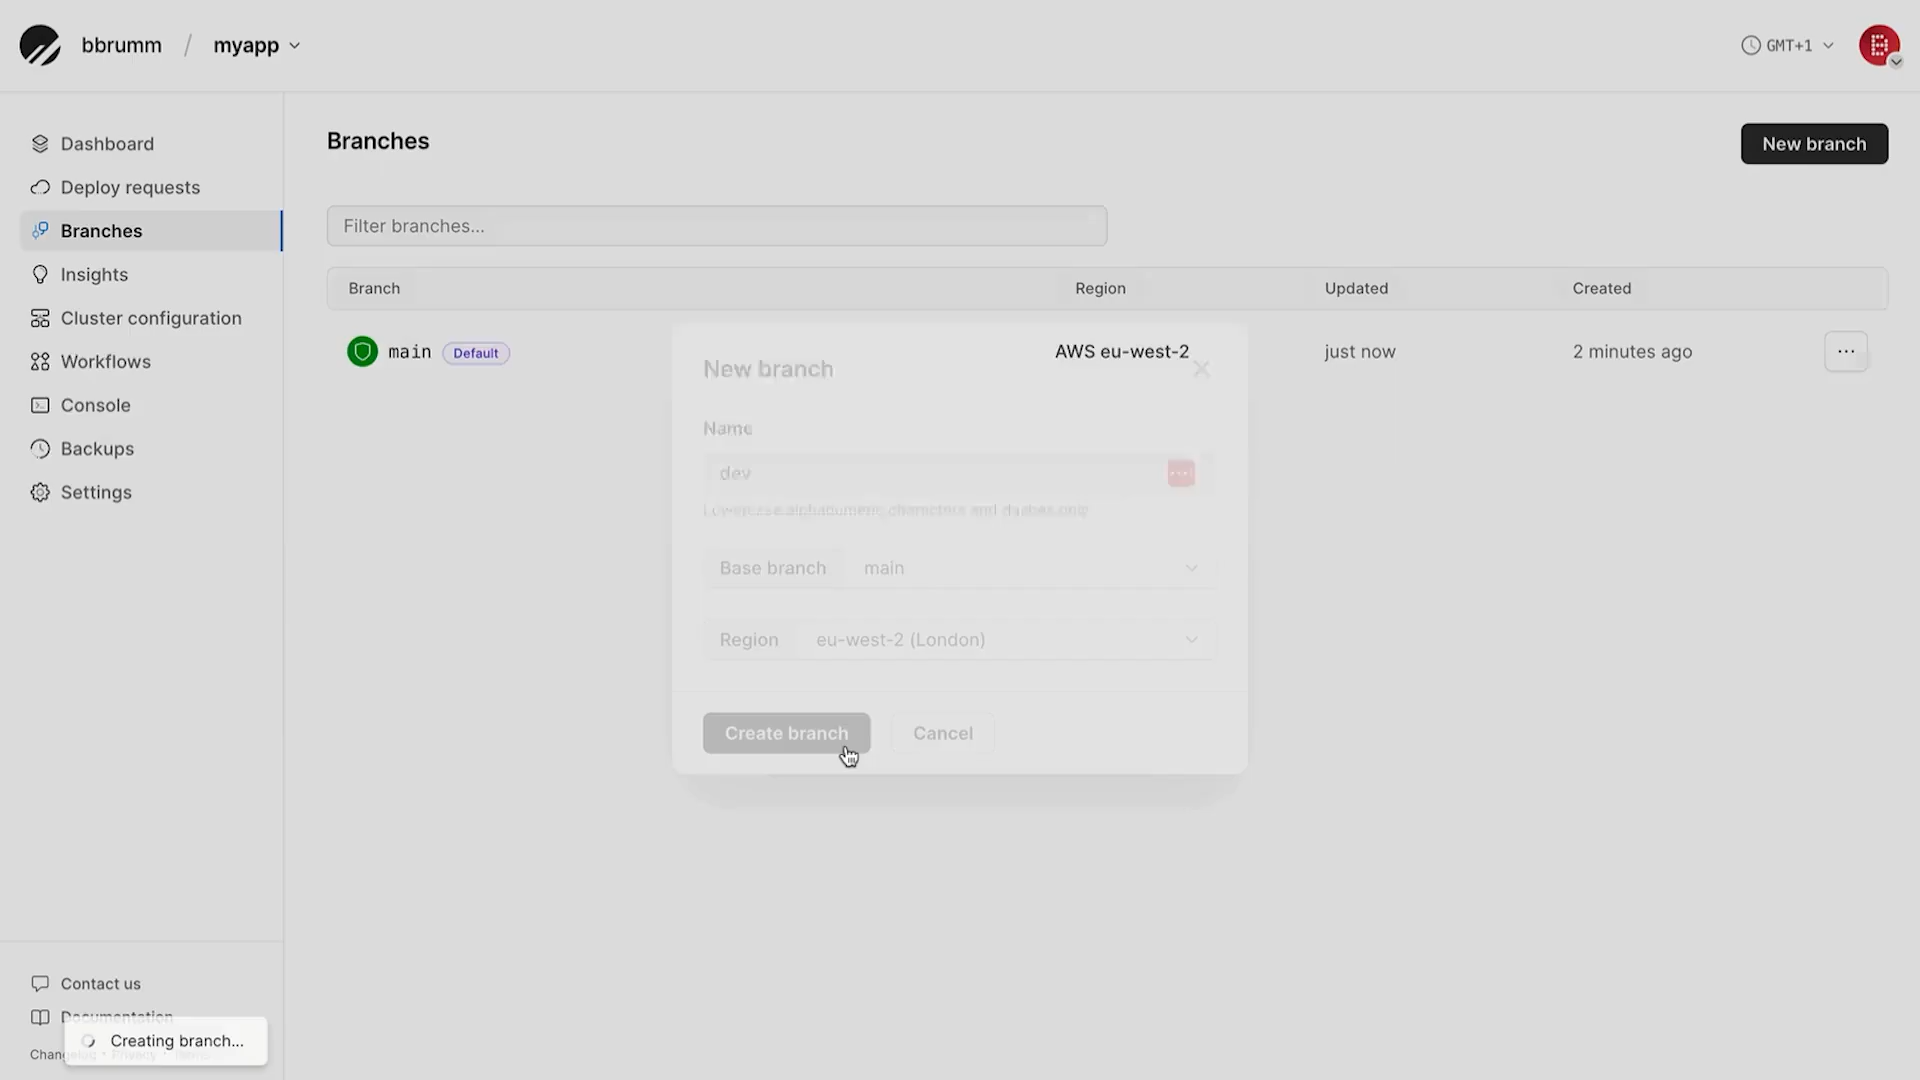 bbrumm / myapp
GMT+1
Dashboard
Deploy requests
Branches
Insights
Cluster configuration
Workflows
Console
Backups
Settings
Contact us
Documentation
Changelog • Privacy • Terms
Creating branch...
Branches
New branch
Filter branches...
Branch Region Updated Created
main Default AWS eu-west-2 just now 2 minutes ago
New branch
Name
dev
Lowercase alphanumeric characters and dashes only
Base branch main
Region eu-west-2 (London)
Create branch Cancel